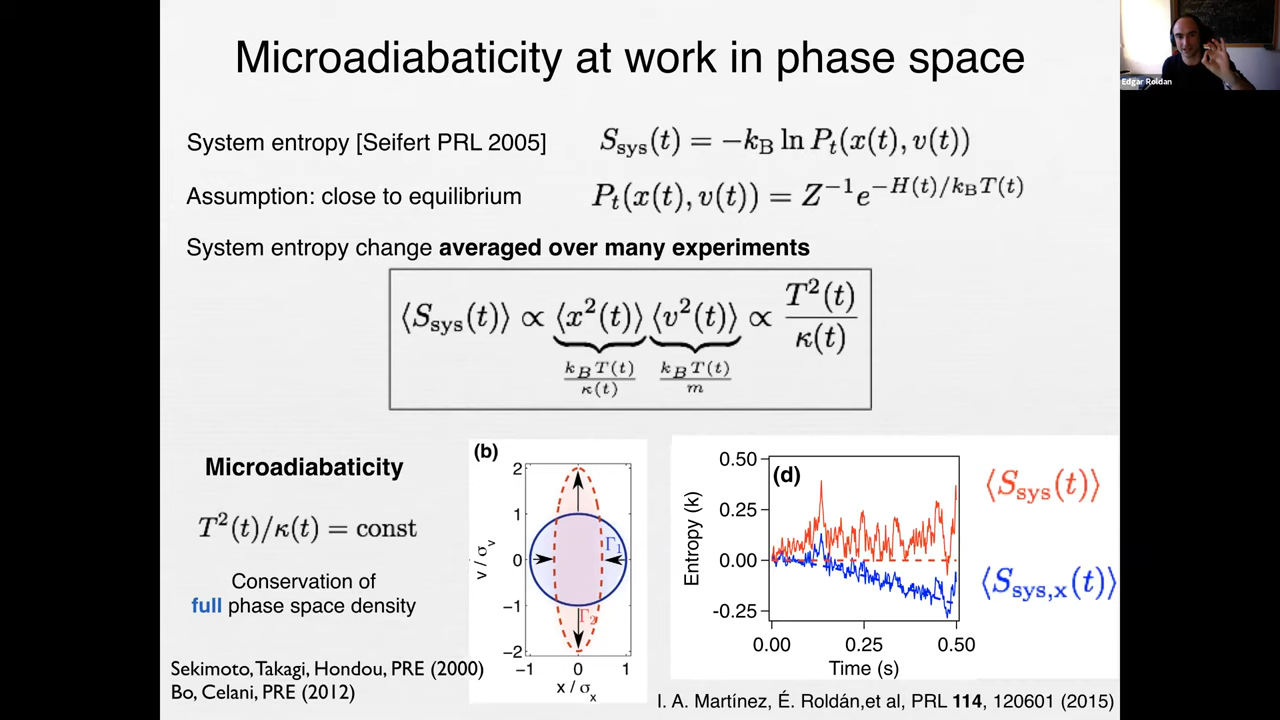 Microadiabaticity at work in phase space
Edgar Roldan
System entropy [Seifert PRL 2005] S_sys(t) = −k_B ln P_t(x(t), v(t))
Assumption: close to equilibrium P_t(x(t), v(t)) = Z^{−1} e^{−H(t)/k_B T(t)}
System entropy change averaged over many experiments
⟨S_sys(t)⟩ ∝ ⟨x²(t)⟩ ⟨v²(t)⟩ ∝ T²(t)/κ(t)
k_B T(t)/κ(t) k_B T(t)/m
Microadiabaticity
T²(t)/κ(t) = const
Conservation of
full phase space density
Sekimoto, Takagi, Hondou, PRE (2000)
Bo, Celani, PRE (2012)
(b)
2
1
0
−1
−2
v / σ_v
Γ_1
Γ_2
−1 0 1
x / σ_x
(d)
0.50
0.25
0.00
-0.25
Entropy (k)
0.00 0.25 0.50
Time (s)
⟨S_sys(t)⟩
⟨S_sys,x(t)⟩
I. A. Martínez, É. Roldán,et al, PRL 114, 120601 (2015)